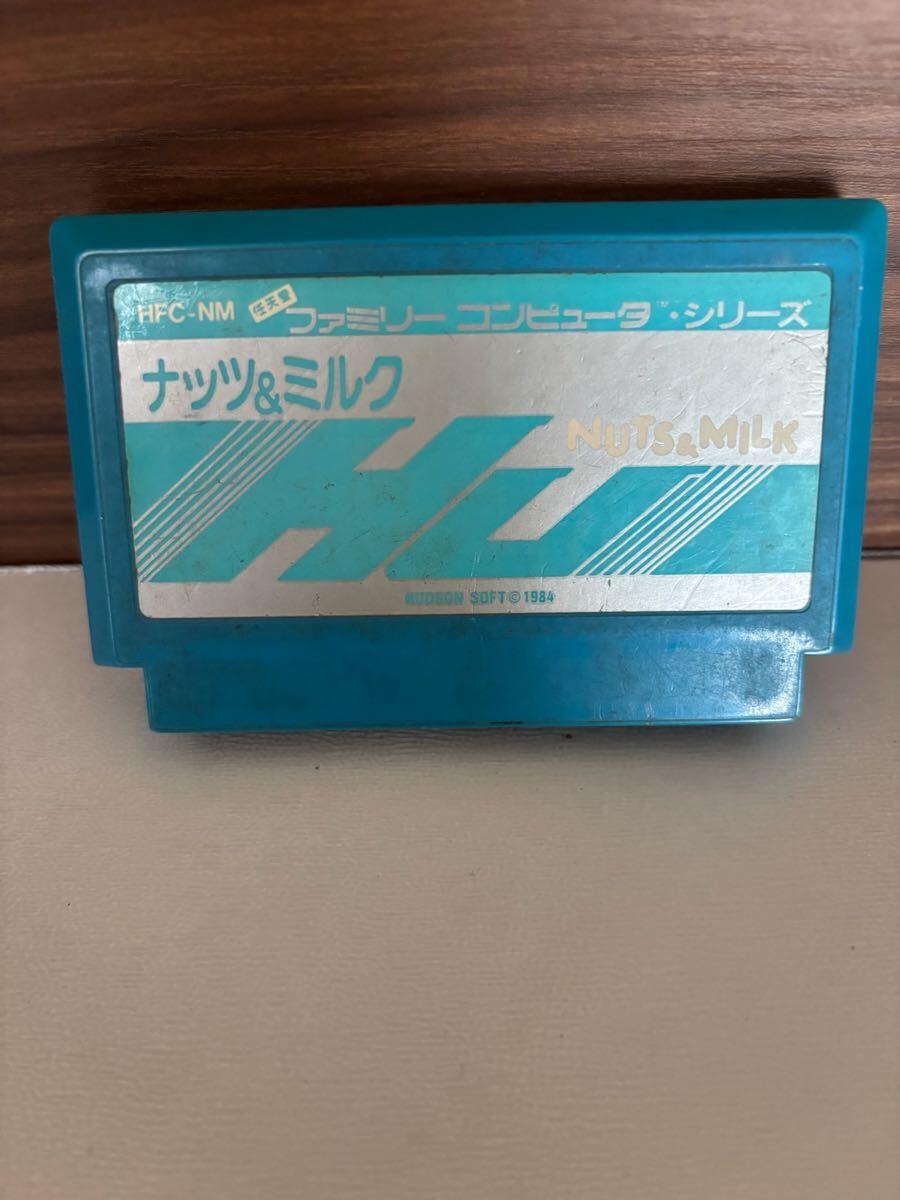 HFC-NM 任天堂 ファミリー コンピュータ™・シリーズ
ナッツ&ミルク
NUTS&MILK
HU
HUDSON SOFT©1984